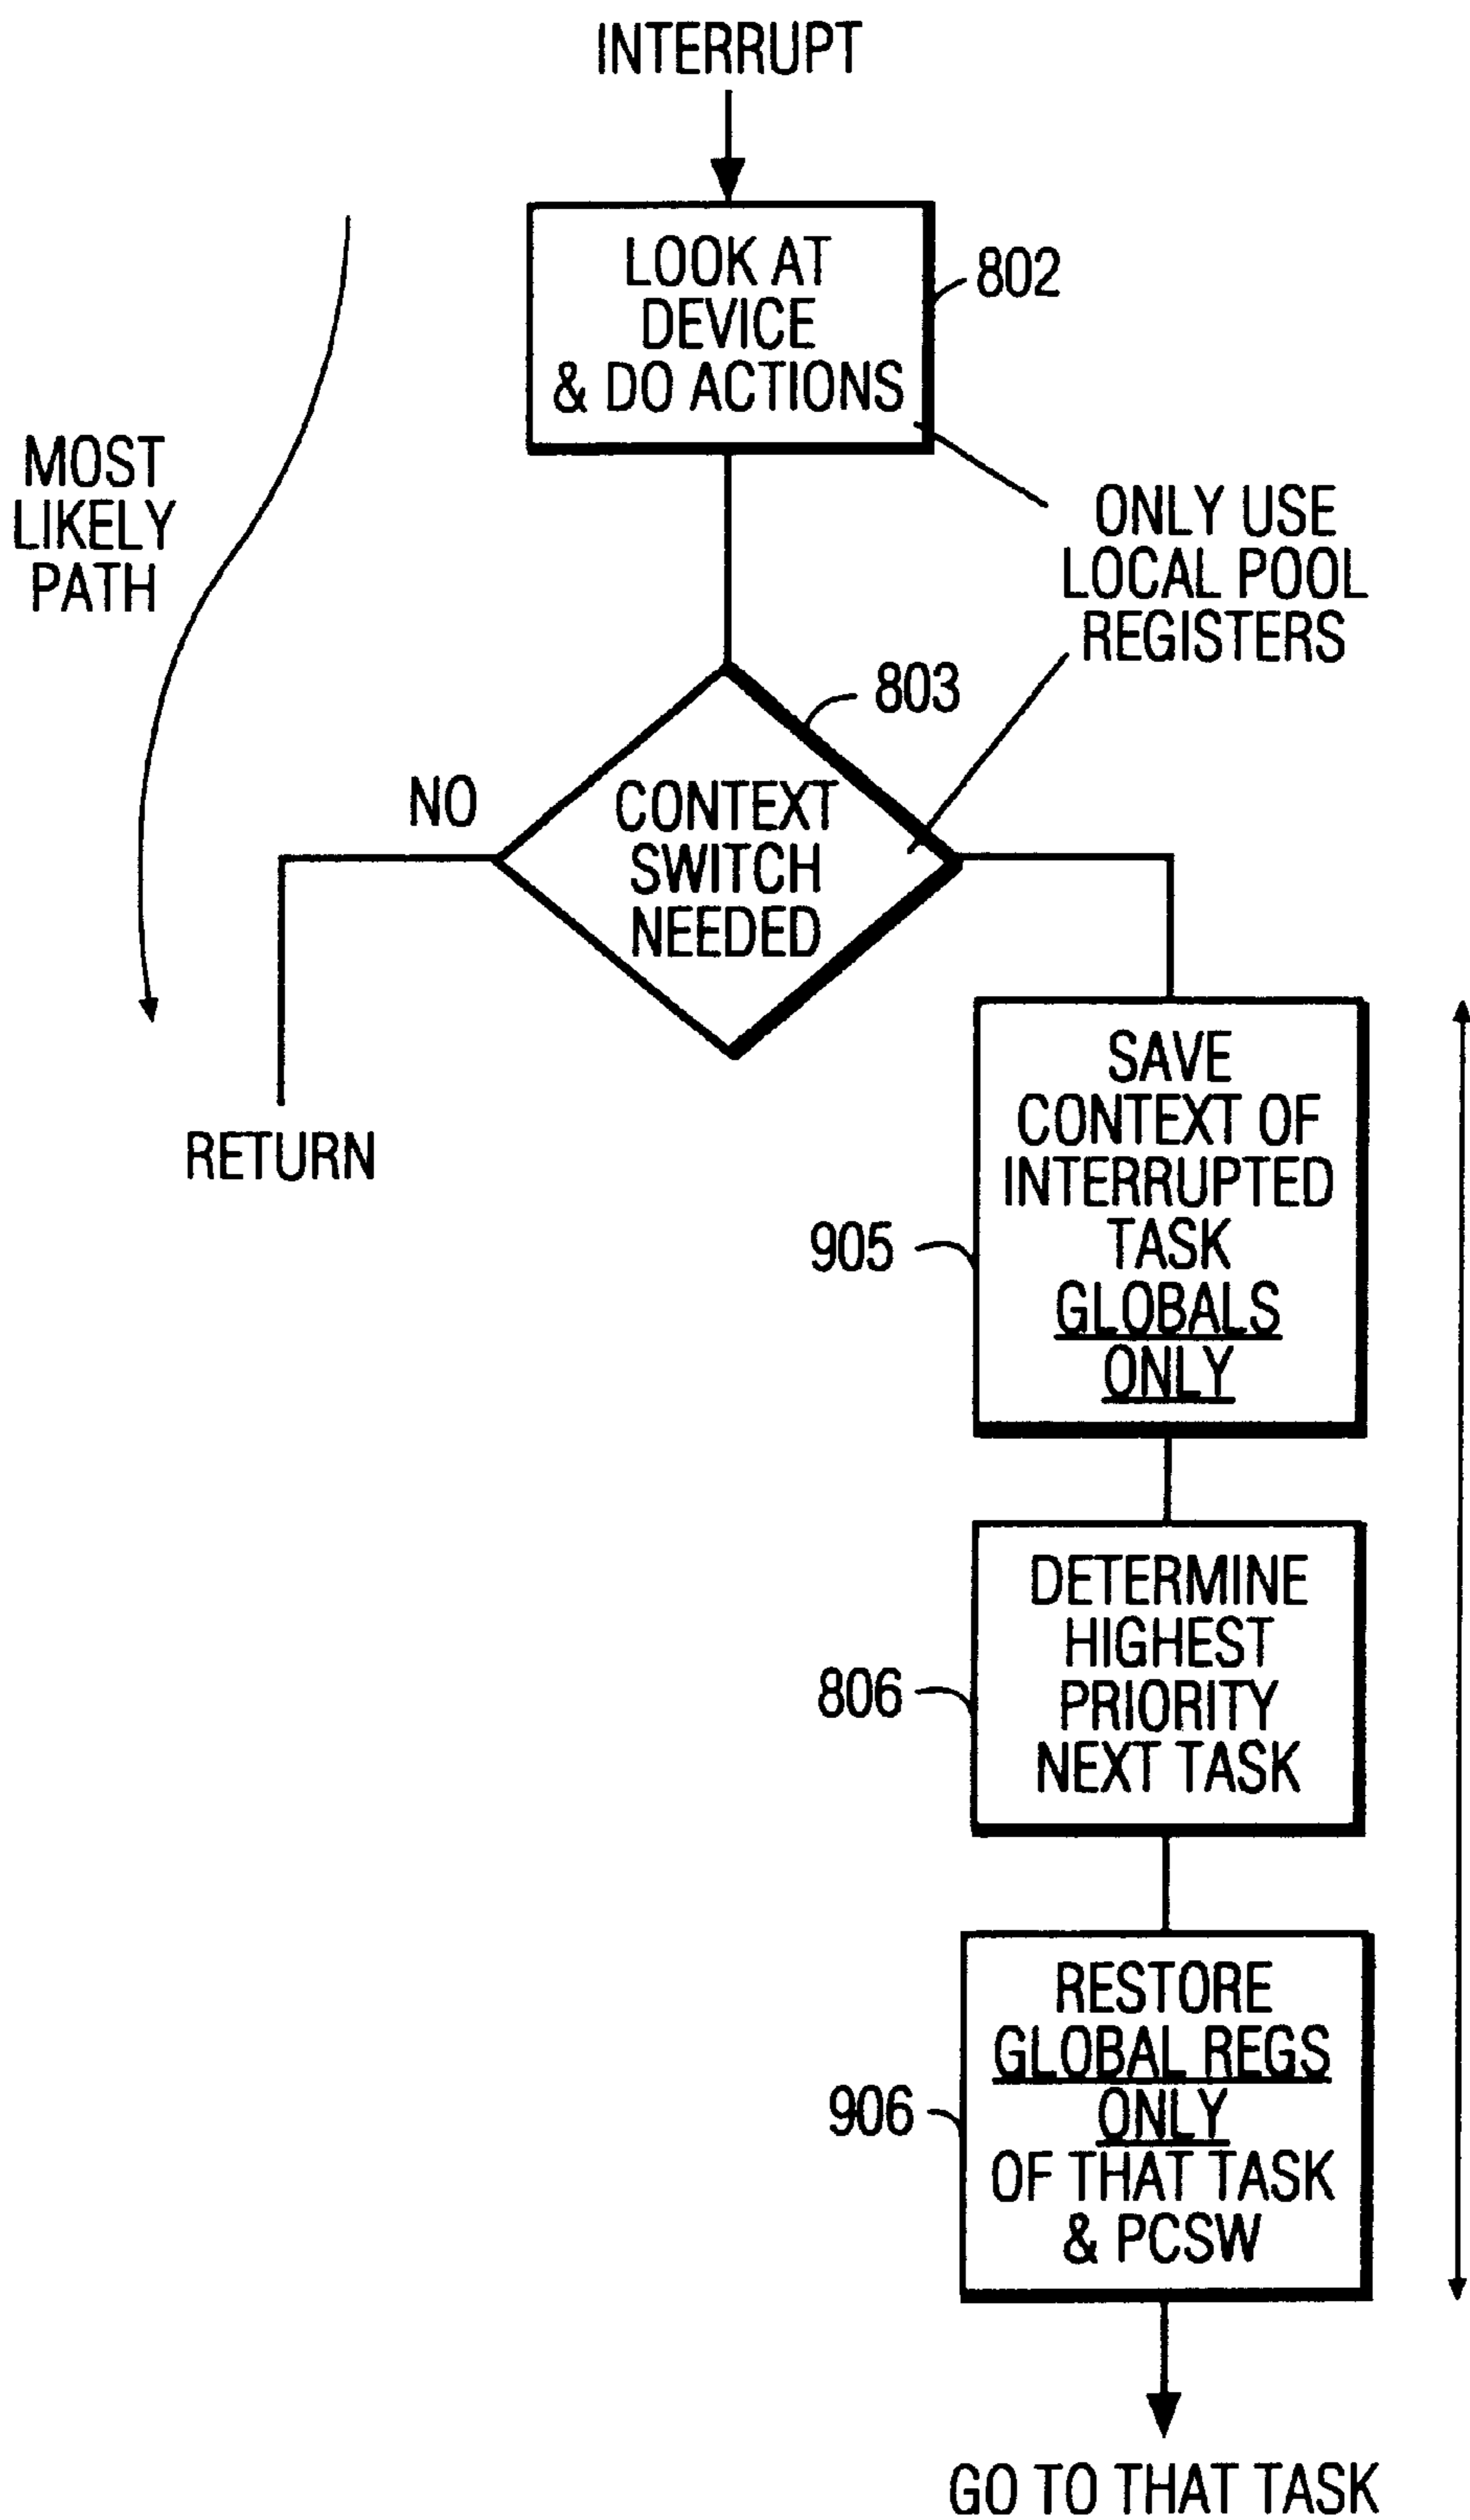 INTERRUPT
LOOK AT
DEVICE
& DO ACTIONS
802
MOST
LIKELY
PATH
ONLY USE
LOCAL POOL
REGISTERS
803
NO
CONTEXT
SWITCH
NEEDED
RETURN
SAVE
CONTEXT OF
INTERRUPTED
TASK
GLOBALS
ONLY
905
DETERMINE
HIGHEST
PRIORITY
NEXT TASK
806
RESTORE
GLOBAL REGS
ONLY
OF THAT TASK
& PCSW
906
GO TO THAT TASK